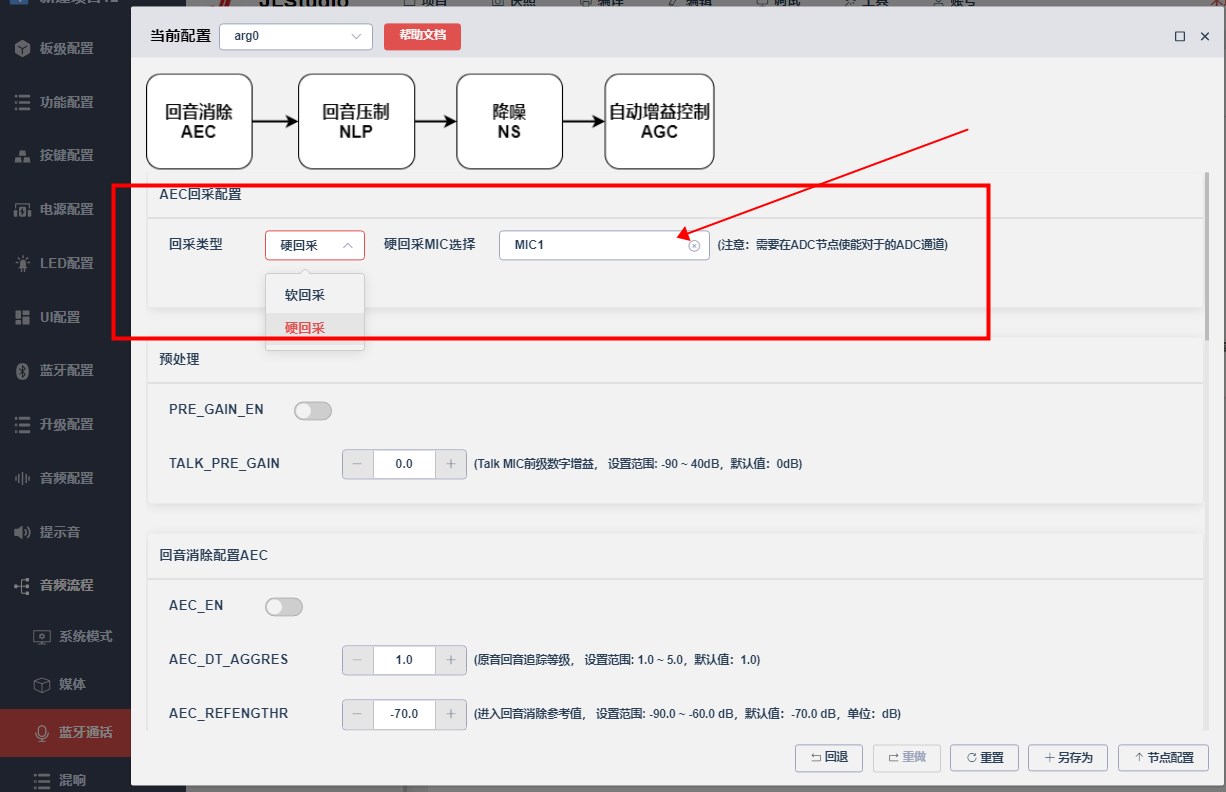 JLStudio
当前配置 arg0 帮助文档
板级配置
功能配置
按键配置
电源配置
LED配置
UI配置
蓝牙配置
升级配置
音频配置
提示音
音频流程
系统模式
媒体
蓝牙通话
混响
回音消除 AEC
回音压制 NLP
降噪 NS
自动增益控制 AGC
AEC回采配置
回采类型 硬回采 硬回采MIC选择 MIC1 (注意：需要在ADC节点使能对于的ADC通道)
软回采
硬回采
预处理
PRE_GAIN_EN
TALK_PRE_GAIN − 0.0 + (Talk MIC前级数字增益， 设置范围: -90 ~ 40dB，默认值：0dB)
回音消除配置AEC
AEC_EN
AEC_DT_AGGRES − 1.0 + (原音回音追踪等级， 设置范围: 1.0 ~ 5.0，默认值：1.0)
AEC_REFENGTHR − -70.0 + (进入回音消除参考值， 设置范围: -90.0 ~ -60.0 dB，默认值：-70.0 dB，单位：dB)
回退 重做 重置 另存为 节点配置